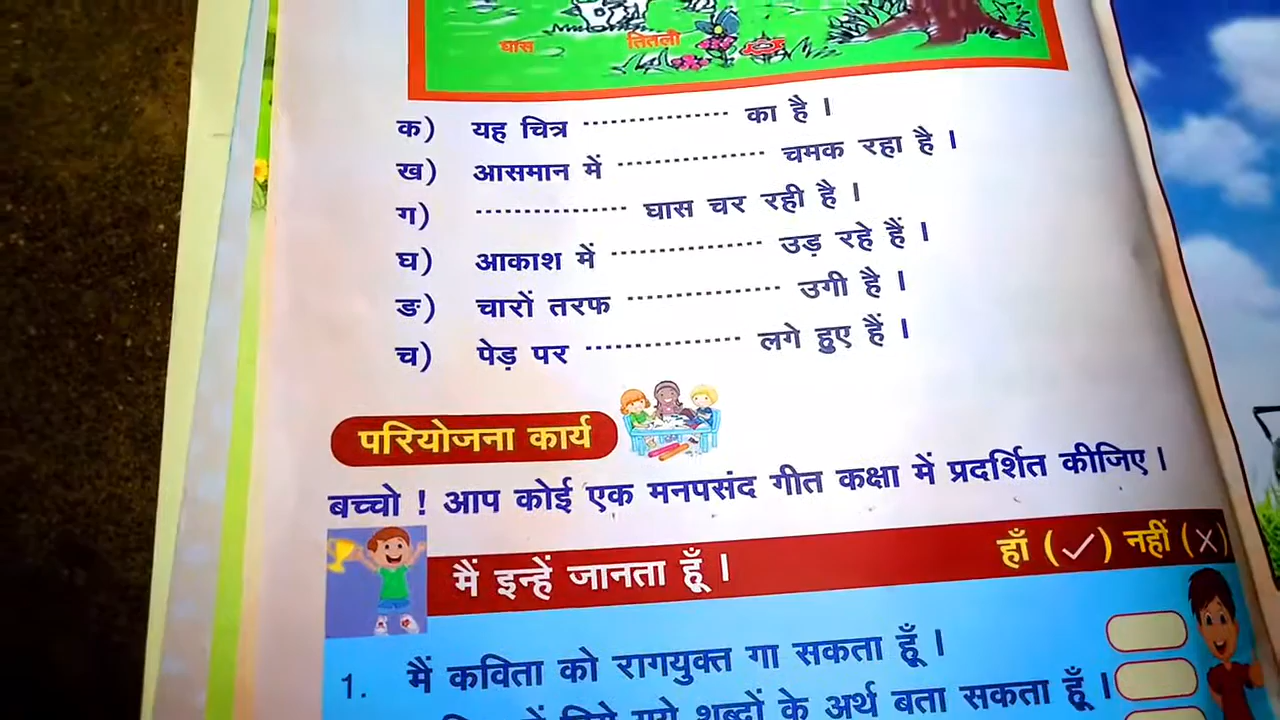 घास तितली
क) यह चित्र ................ का है ।
ख) आसमान में ................ चमक रहा है ।
ग) ................ घास चर रही है ।
घ) आकाश में ................ उड़ रहे हैं ।
ङ) चारों तरफ ................ उगी है ।
च) पेड़ पर ................ लगे हुए हैं ।
परियोजना कार्य
बच्चो ! आप कोई एक मनपसंद गीत कक्षा में प्रदर्शित कीजिए ।
मैं इन्हें जानता हूँ । हाँ (✓) नहीं (×)
1. मैं कविता को रागयुक्त गा सकता हूँ ।
शब्दों के अर्थ बता सकता हूँ ।